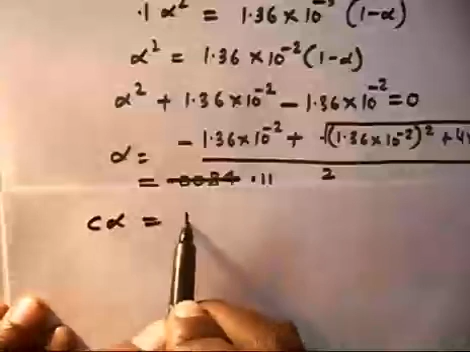 .1 α² = 1.36 × 10⁻³ (1-α)
α² = 1.36 × 10⁻² (1-α)
α² + 1.36 × 10⁻² - 1.36 × 10⁻² = 0
α = - 1.36 × 10⁻² + √(1.36 × 10⁻²)² + 4 / 2
= .11
cα =